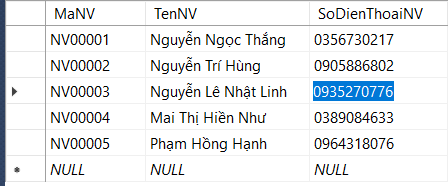 MaNV TenNV SoDienThoaiNV
NV00001 Nguyễn Ngọc Thắng 0356730217
NV00002 Nguyễn Trí Hùng 0905886802
NV00003 Nguyễn Lê Nhật Linh 0935270776
NV00004 Mai Thị Hiền Như 0389084633
NV00005 Phạm Hồng Hạnh 0964318076
NULL NULL NULL